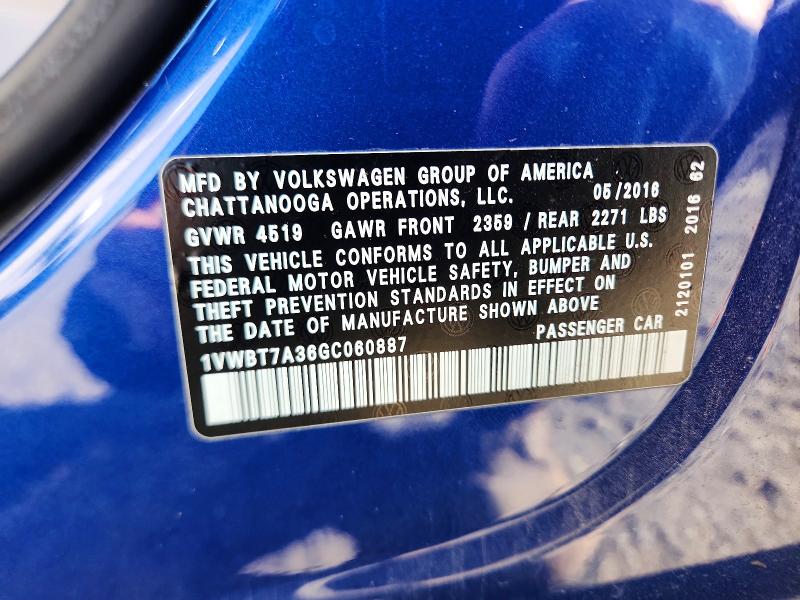 MFD BY VOLKSWAGEN GROUP OF AMERICA
CHATTANOOGA OPERATIONS, LLC. 05/2016
GVWR 4519 GAWR FRONT 2359 / REAR 2271 LBS
THIS VEHICLE CONFORMS TO ALL APPLICABLE U.S.
FEDERAL MOTOR VEHICLE SAFETY, BUMPER AND
THEFT PREVENTION STANDARDS IN EFFECT ON
THE DATE OF MANUFACTURE SHOWN ABOVE
1VWBT7A36GC060887 PASSENGER CAR
2120101 2016 62